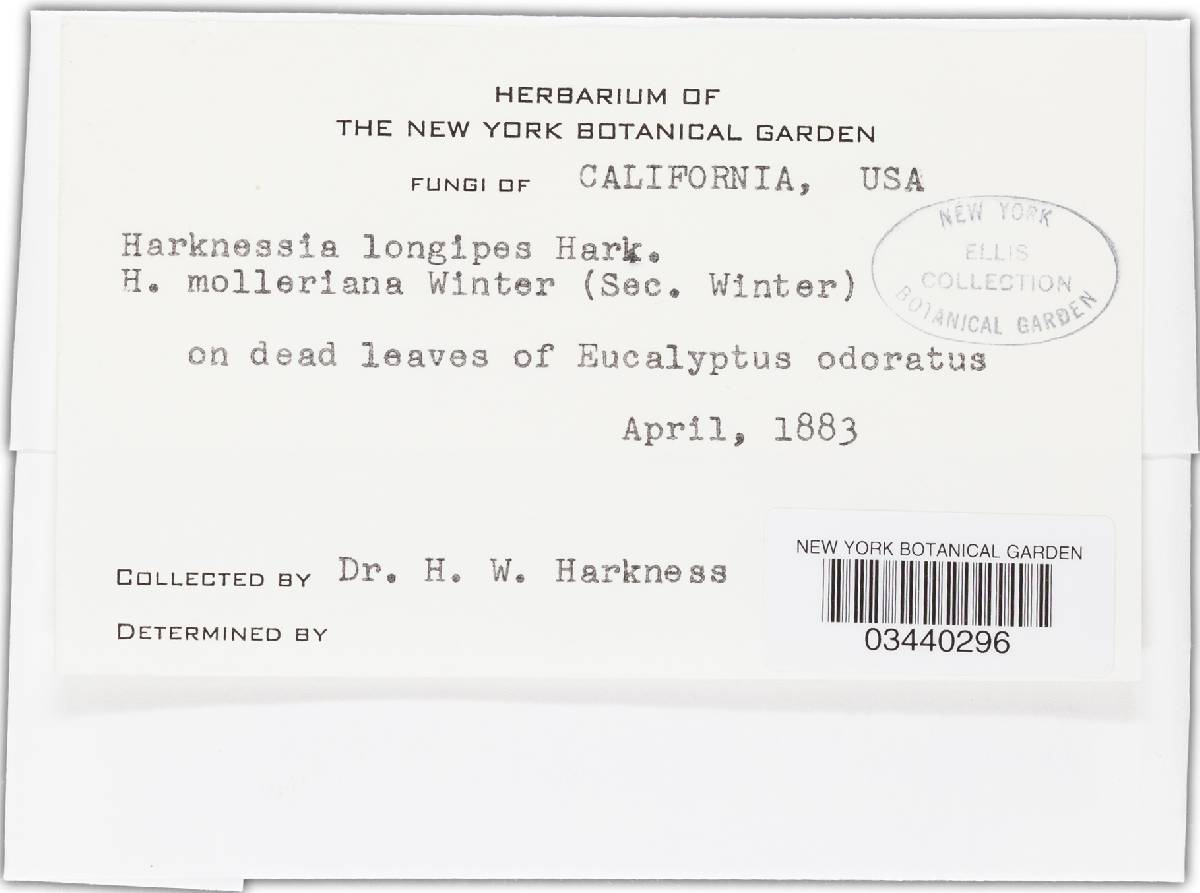 HERBARIUM OF
THE NEW YORK BOTANICAL GARDEN
FUNGI OF CALIFORNIA, USA
Harknessia longipes Hark.
H. molleriana Winter (Sec. Winter)
NEW YORK
ELLIS
COLLECTION
BOTANICAL GARDEN
on dead leaves of Eucalyptus odoratus
April, 1883
COLLECTED BY Dr. H. W. Harkness
DETERMINED BY
NEW YORK BOTANICAL GARDEN
03440296